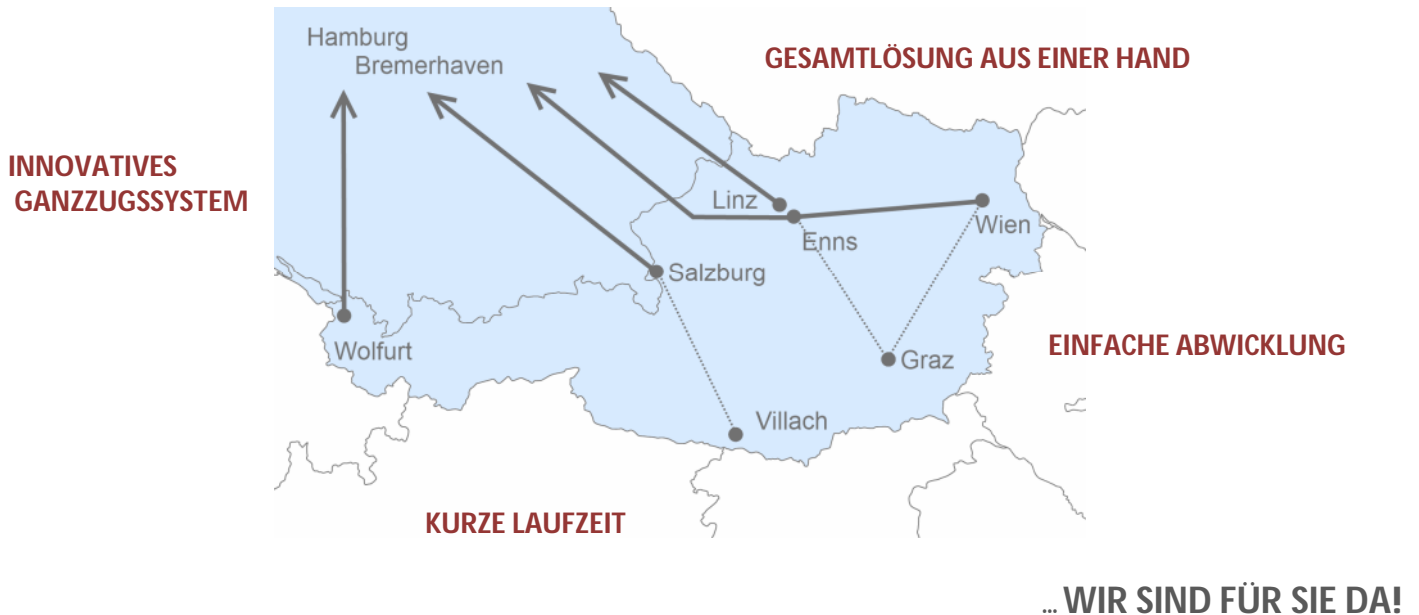 Hamburg
Bremerhaven
GESAMTLÖSUNG AUS EINER HAND
INNOVATIVES
GANZZUGSSYSTEM
Linz
Wien
Enns
Salzburg
Wolfurt
Graz
EINFACHE ABWICKLUNG
Villach
KURZE LAUFZEIT
... WIR SIND FÜR SIE DA!